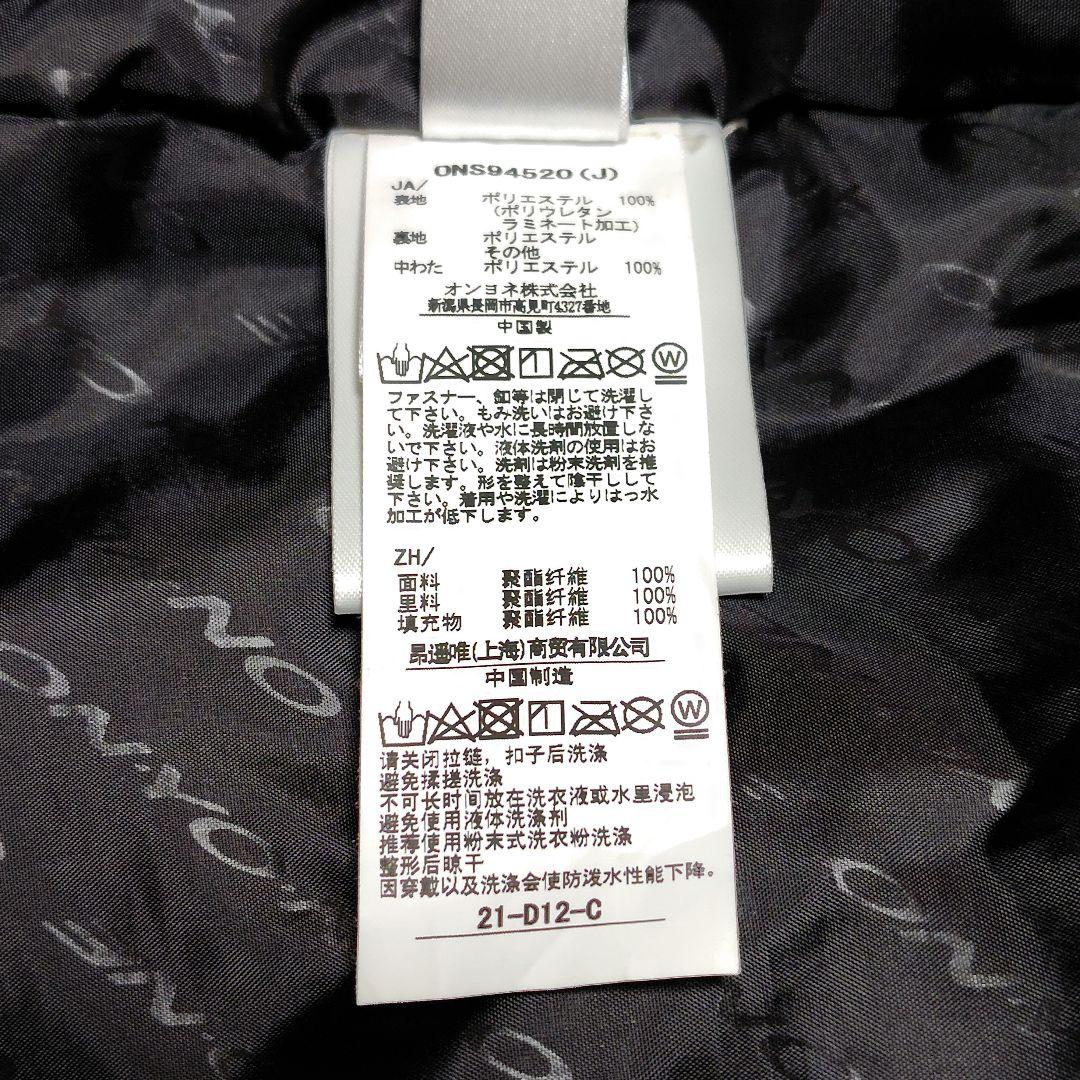 ONS94520(J)
JA/
表地 ポリエステル 100%
(ポリウレタン
ラミネート加工)
裏地 ポリエステル
その他
中わた ポリエステル 100%
オンヨネ株式会社
新潟県長岡市高見町4327番地
中国製
W
ファスナー、釦等は閉じて洗濯し
て下さい。もみ洗いはお避け下さ
い。洗濯液や水に長時間放置しな
いで下さい。液体洗剤の使用はお
避け下さい。洗剤は粉末洗剤を推
奨します。形を整えて陰干しして
下さい。着用や洗濯によりはっ水
加工が低下します。
ZH/
面料 聚酯纤維 100%
里料 聚酯纤維 100%
填充物 聚酯纤維 100%
昂遥唯(上海)商贸有限公司
中国制造
W
请关闭拉链，扣子后洗涤
避免揉搓洗涤
不可长时间放在洗衣液或水里浸泡
避免使用液体洗涤剂
推荐使用粉末式洗衣粉洗涤
整形后晾干
因穿戴以及洗涤会使防泼水性能下降。
21-D12-C